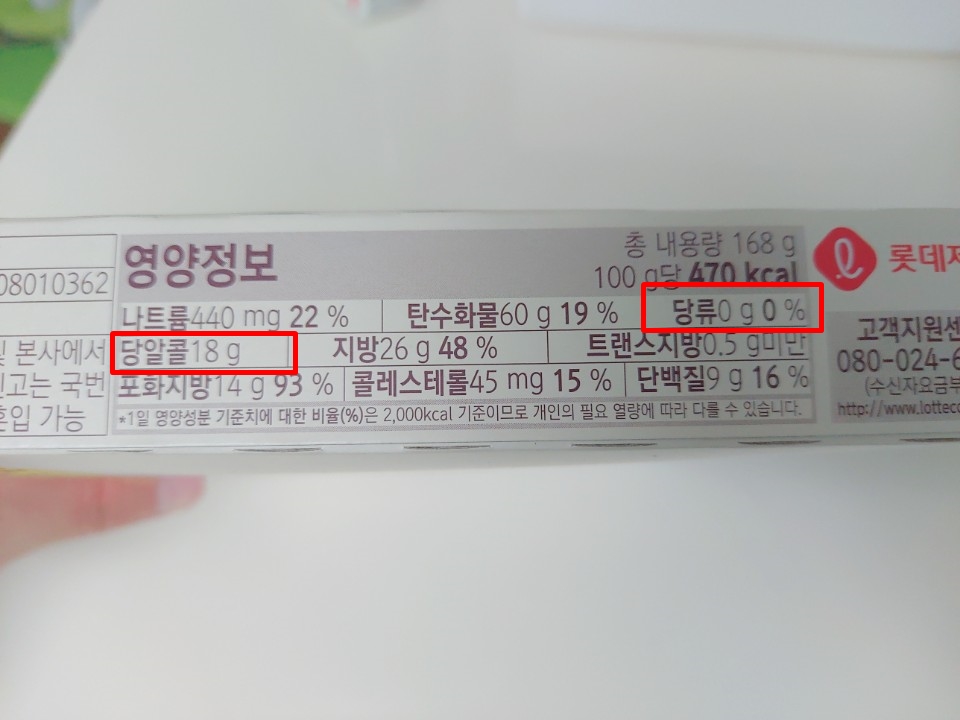 영양정보
총 내용량 168 g
100 g당 470 kcal
나트륨440 mg 22 % 탄수화물60 g 19 % 당류0 g 0 %
당알콜18 g 지방26 g 48 % 트랜스지방0.5 g미만
포화지방14 g 93 % 콜레스테롤45 mg 15 % 단백질9 g 16 %
*1일 영양성분 기준치에 대한 비율(%)은 2,000kcal 기준이므로 개인의 필요 열량에 따라 다를 수 있습니다.
08010362
및 본사에서
신고는 국번
혼입 가능
롯데제
고객지원센
080-024-6
(수신자요금부
http://www.lotteco